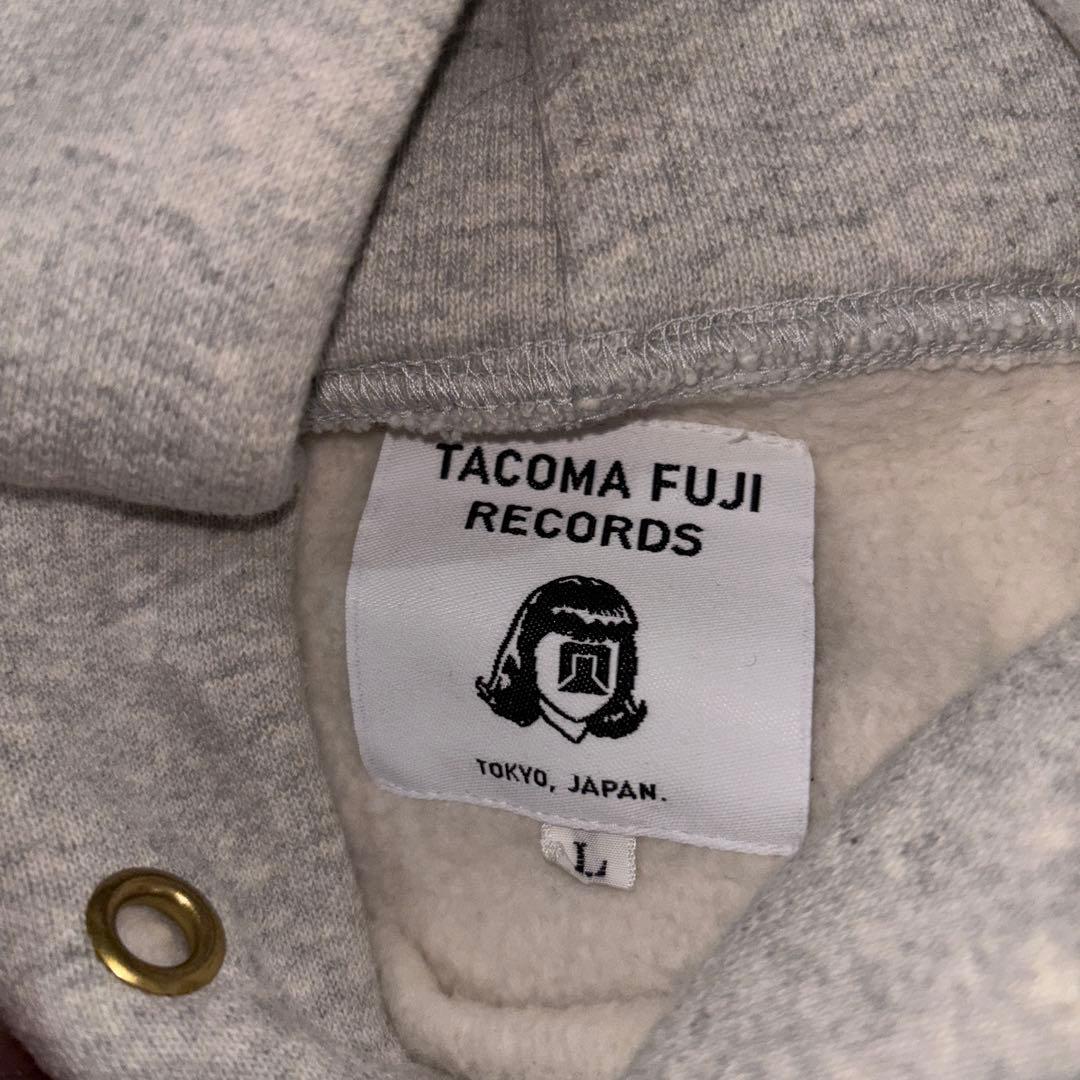 TACOMA FUJI
RECORDS
TOKYO, JAPAN.
L